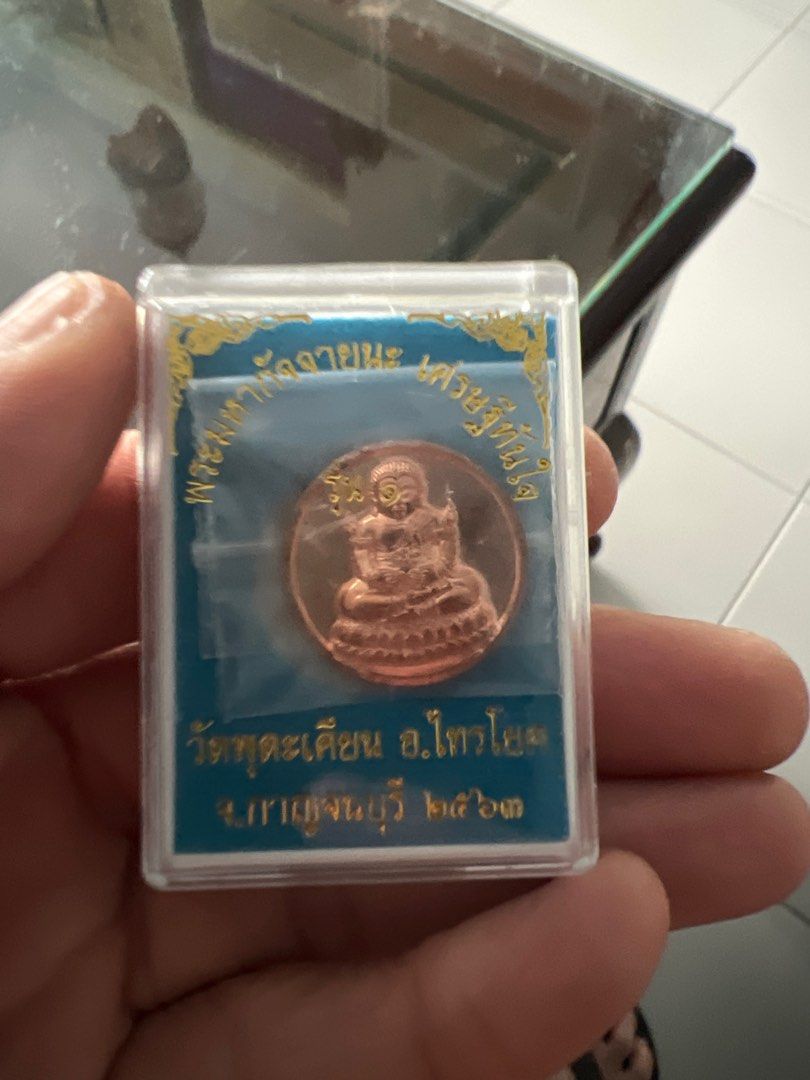 พระมหากัจจายนะ เศรษฐีทันใจ
รุ่น ๑
วัดพุตะเคียน อ.ไทรโยค
จ.กาญจนบุรี ๒๕๖๓